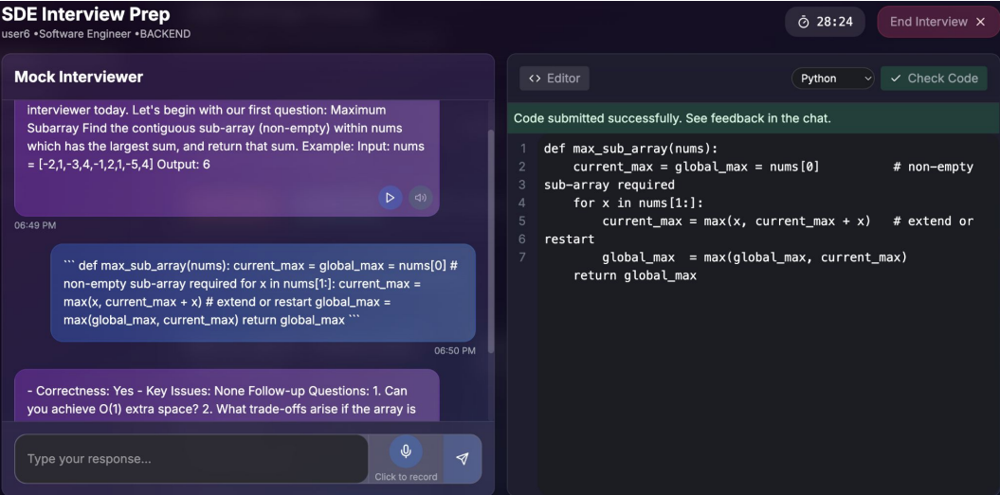 SDE Interview Prep
user6 •Software Engineer •BACKEND
28:24
End Interview ×
Mock Interviewer
interviewer today. Let's begin with our first question: Maximum
Subarray Find the contiguous sub-array (non-empty) within nums
which has the largest sum, and return that sum. Example: Input: nums
= [-2,1,-3,4,-1,2,1,-5,4] Output: 6
06:49 PM
``` def max_sub_array(nums): current_max = global_max = nums[0] #
non-empty sub-array required for x in nums[1:]: current_max =
max(x, current_max + x) # extend or restart global_max =
max(global_max, current_max) return global_max ```
06:50 PM
- Correctness: Yes - Key Issues: None Follow-up Questions: 1. Can
you achieve O(1) extra space? 2. What trade-offs arise if the array is
Type your response...
Click to record
<> Editor
Python
✓ Check Code
Code submitted successfully. See feedback in the chat.
1 def max_sub_array(nums):
2     current_max = global_max = nums[0]          # non-empty
3 sub-array required
4     for x in nums[1:]:
5         current_max = max(x, current_max + x)   # extend or
6 restart
7         global_max  = max(global_max, current_max)
    return global_max